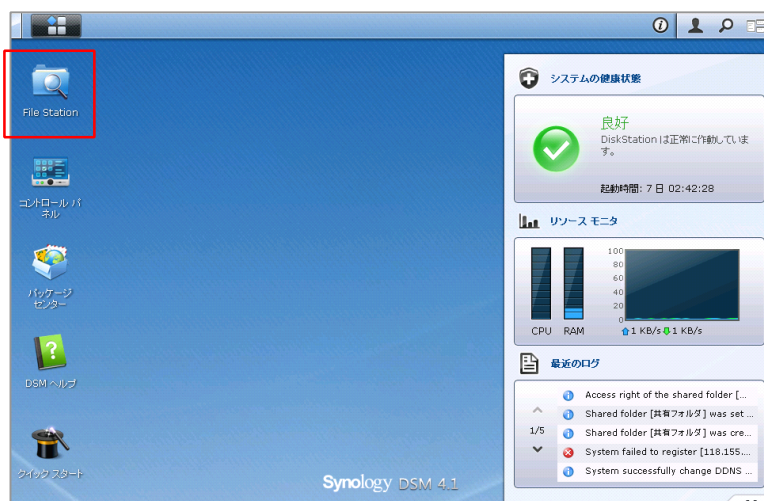 File Station
コントロール パ
ネル
パッケージ
センター
DSM ヘルプ
クイック スタート
システムの健康状態
良好
DiskStation は正常に作動していま
す。
起動時間: 7 日 02:42:28
リソース モニタ
100
80
60
40
20
0
CPU RAM
1 KB/s 1 KB/s
最近のログ
1/5
Access right of the shared folder [...
Shared folder [共有フォルダ] was set ...
Shared folder [共有フォルダ] was cre...
System failed to register [118.155....
System successfully change DDNS ...
Synology DSM 4.1